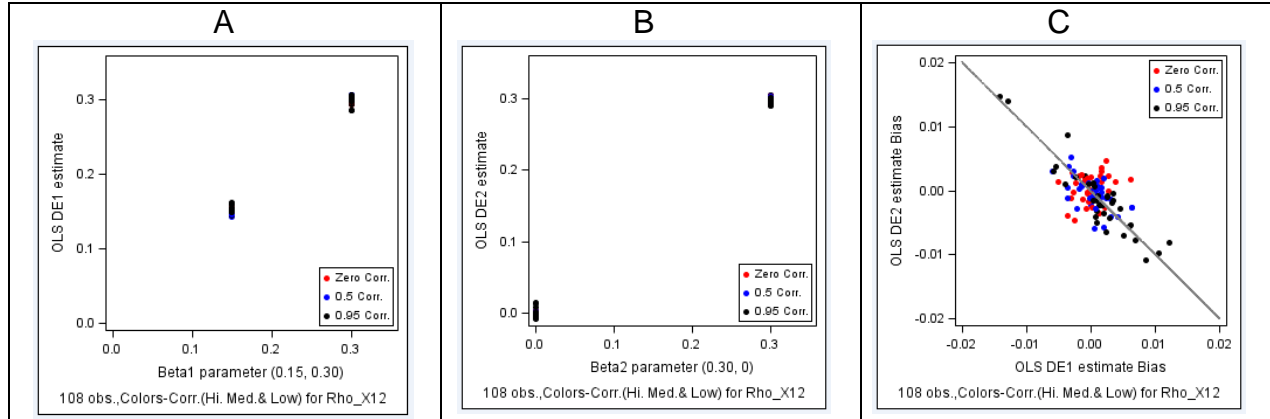 A
OLS DE1 estimate
0.3
0.2
0.1
0.0
Zero Corr.
0.5 Corr.
0.95 Corr.
0.0
0.1
0.2
0.3
Beta1 parameter (0.15, 0.30)
108 obs.,Colors-Corr.(Hi. Med.& Low) for Rho_X12
B
OLS DE2 estimate
0.3
0.2
0.1
0.0
Zero Corr.
0.5 Corr.
0.95 Corr.
0.0
0.1
0.2
0.3
Beta2 parameter (0.30, 0)
108 obs.,Colors-Corr.(Hi. Med.& Low) for Rho_X12
C
OLS DE2 estimate Bias
0.02
0.01
0.00
-0.01
-0.02
Zero Corr.
0.5 Corr.
0.95 Corr.
-0.02
-0.01
0.00
0.01
0.02
OLS DE1 estimate Bias
108 obs.,Colors-Corr.(Hi. Med.& Low) for Rho_X12